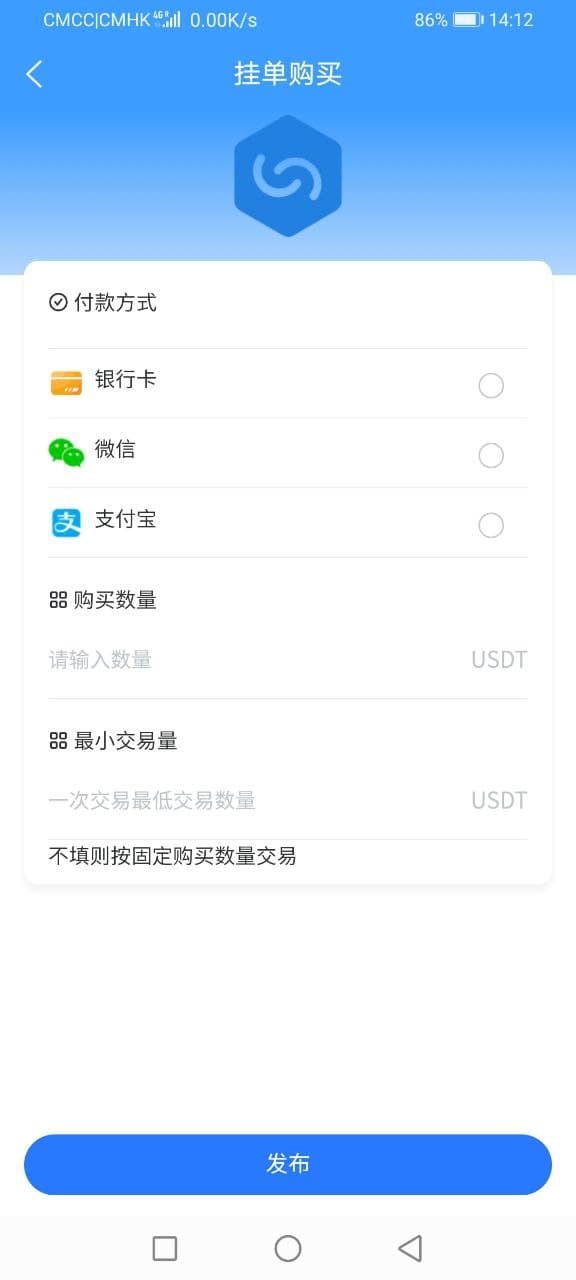 CMCC|CMHK 4G 0.00K/s 86% 14:12
挂单购买
付款方式
银行卡
微信
支付宝
购买数量
请输入数量 USDT
最小交易量
一次交易最低交易数量 USDT
不填则按固定购买数量交易
发布